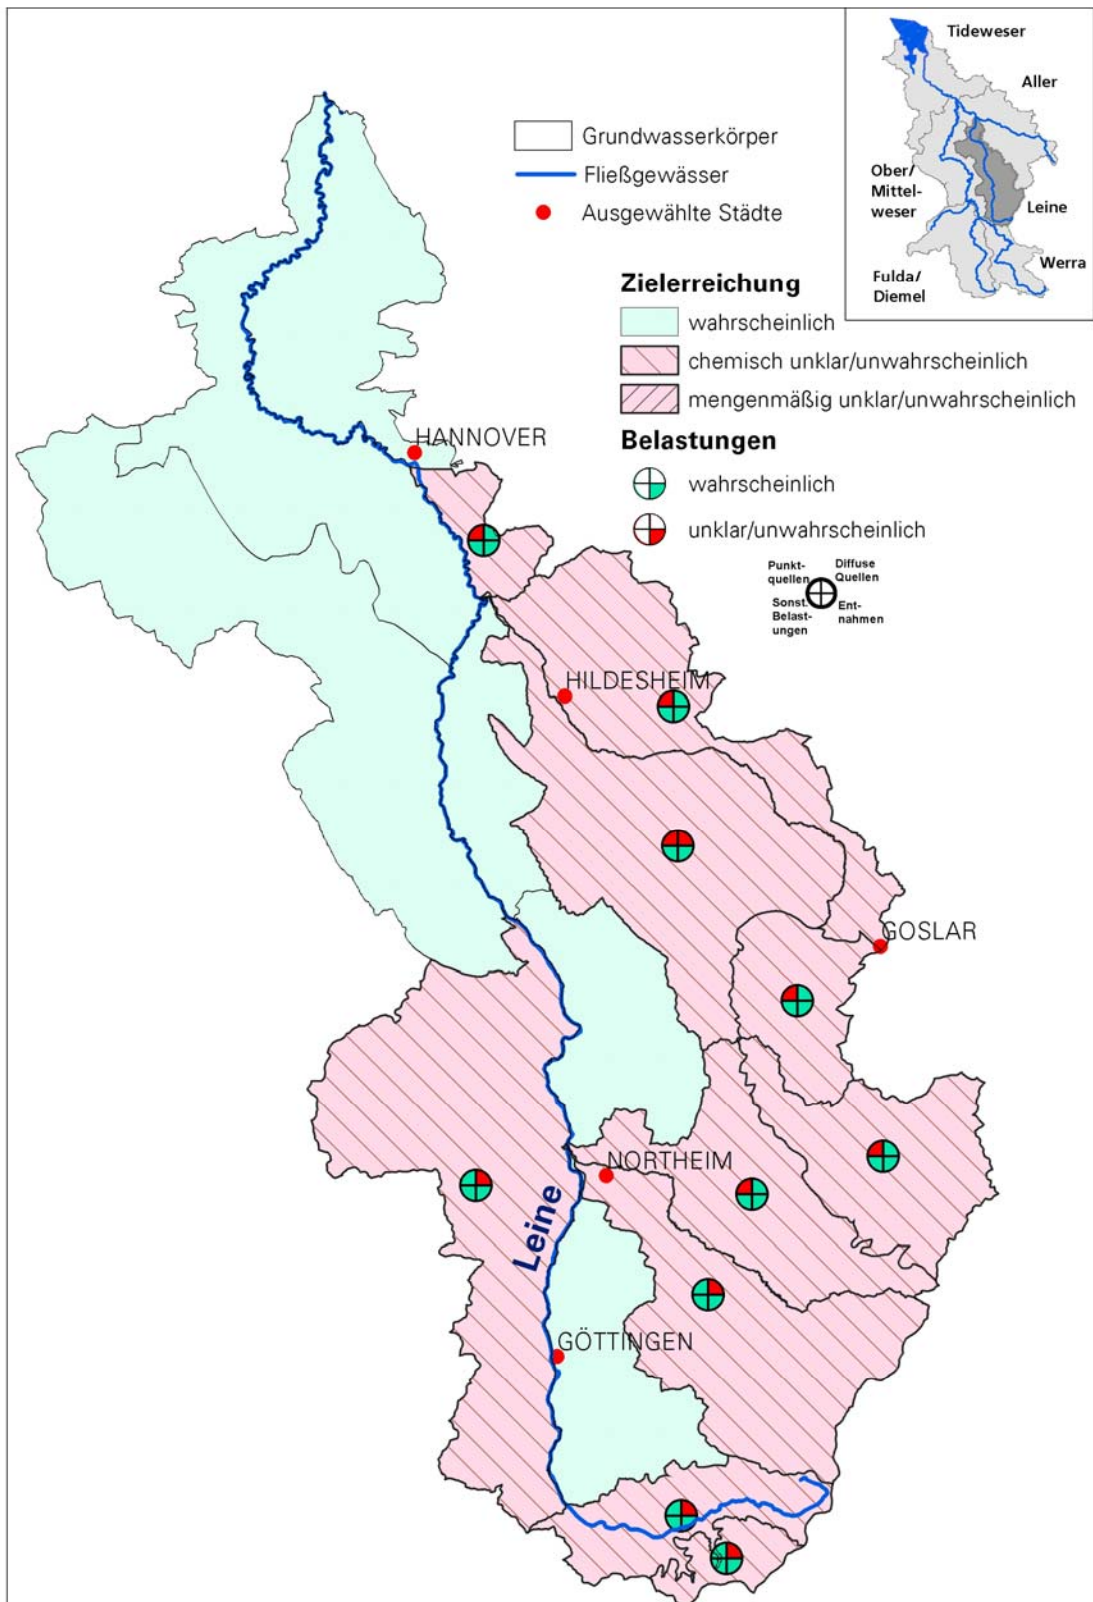 Tideweser
Aller
Ober/
Mittel-
weser
Leine
Werra
Fulda/
Diemel
Grundwasserkörper
Fließgewässer
Ausgewählte Städte
Zielerreichung
wahrscheinlich
chemisch unklar/unwahrscheinlich
mengenmäßig unklar/unwahrscheinlich
Belastungen
wahrscheinlich
unklar/unwahrscheinlich
Punkt-
quellen
Diffuse
Quellen
Sonst.
Belast-
ungen
Ent-
nahmen
HANNOVER
HILDESHEIM
GOSLAR
NORTHEIM
Leine
GÖTTINGEN